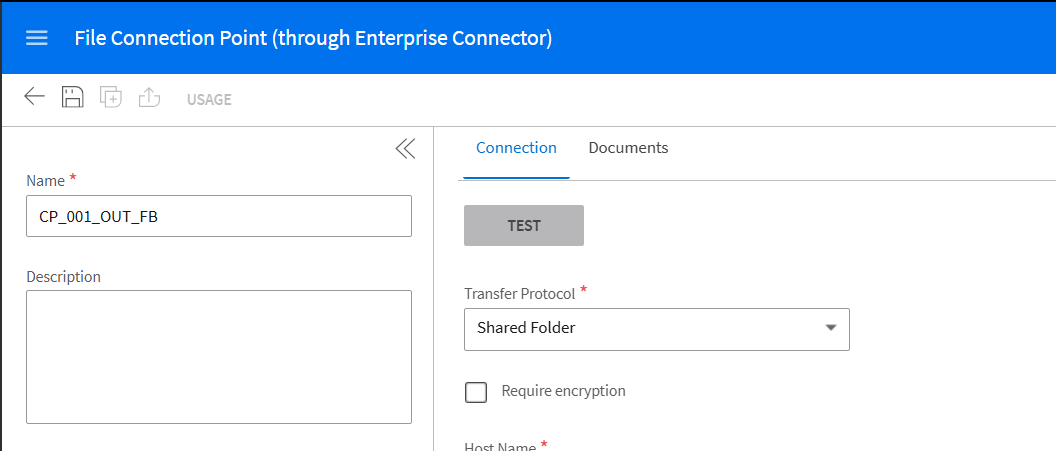 File Connection Point (through Enterprise Connector)
USAGE
Name *
CP_001_OUT_FB
Description
Connection Documents
TEST
Transfer Protocol *
Shared Folder
Require encryption
Host Name *